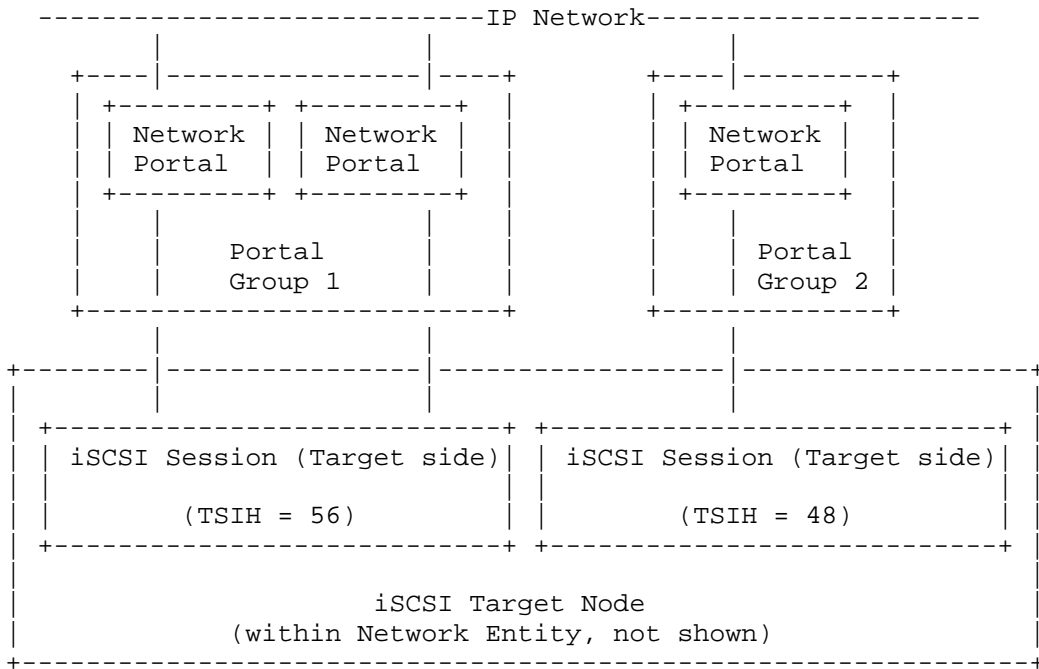 IP Network
Network Network Network
Portal Portal Portal
Portal Portal
Group 1 Group 2
iSCSI Session (Target side) iSCSI Session (Target side)
(TSIH = 56) (TSIH = 48)
iSCSI Target Node
(within Network Entity, not shown)